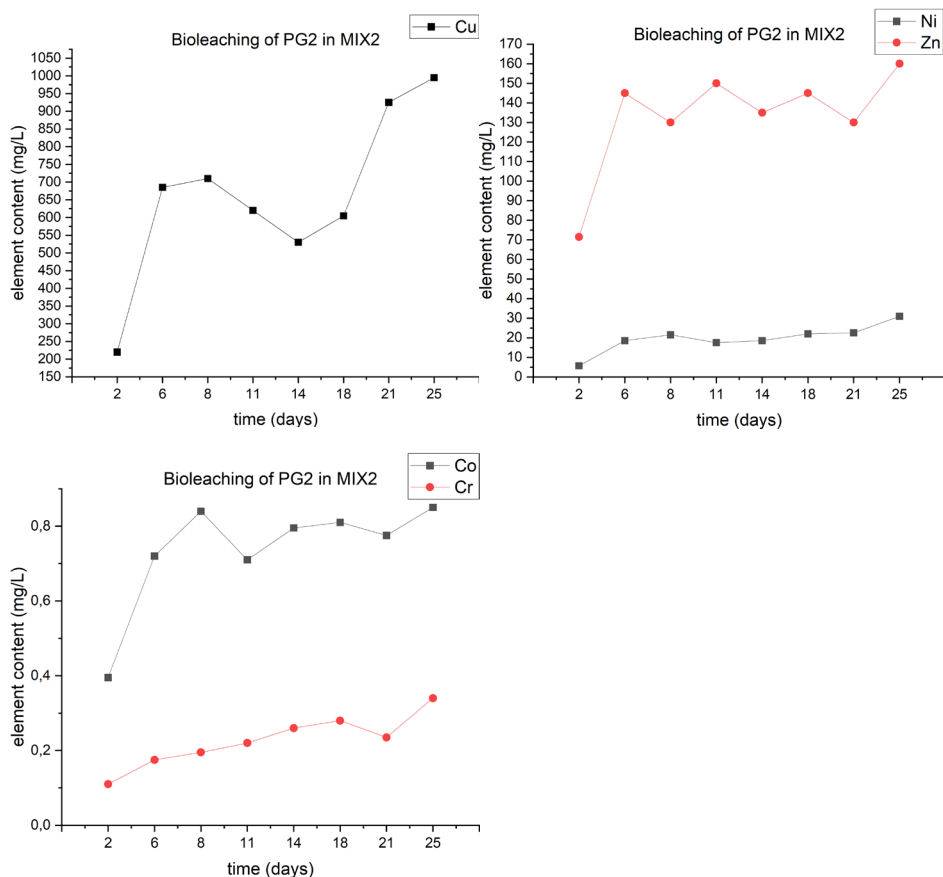 Bioleaching of PG2 in MIX2
Cu
element content (mg/L)
1050
1000
950
900
850
800
750
700
650
600
550
500
450
400
350
300
250
200
150
2 6 8 11 14 18 21 25
time (days)
Bioleaching of PG2 in MIX2
Ni
Zn
element content (mg/L)
170
160
150
140
130
120
110
100
90
80
70
60
50
40
30
20
10
0
2 6 8 11 14 18 21 25
time (days)
Bioleaching of PG2 in MIX2
Co
Cr
element content (mg/L)
0,8
0,6
0,4
0,2
0,0
2 6 8 11 14 18 21 25
time (days)